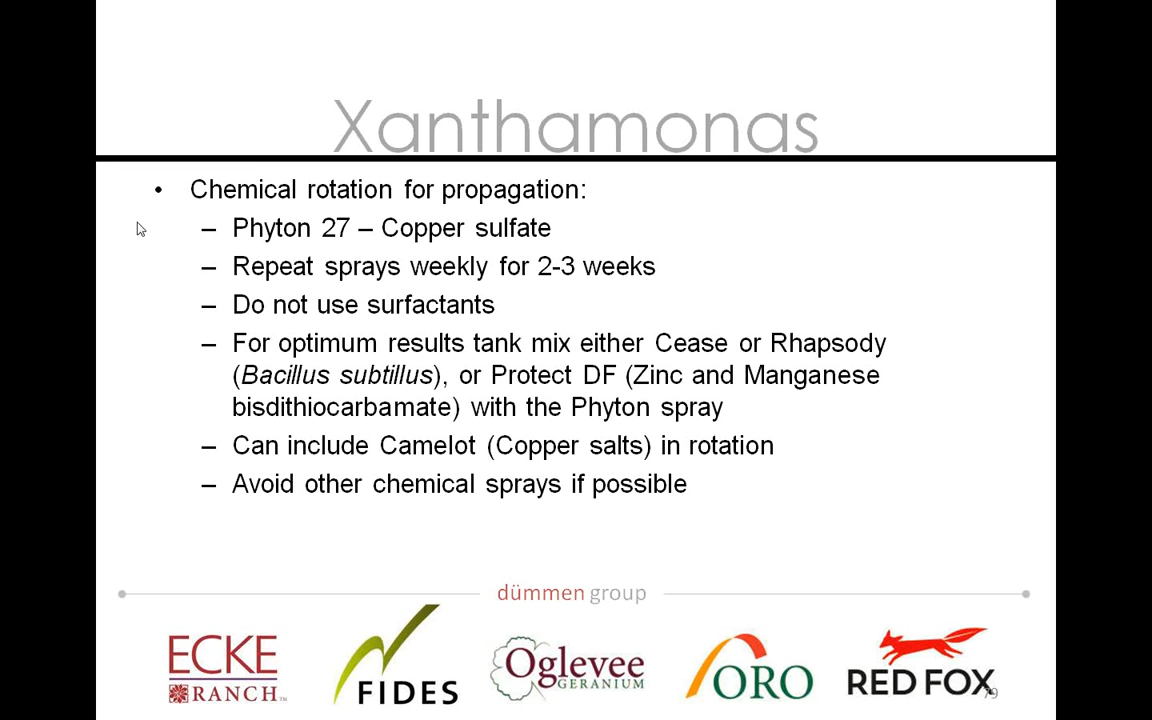 Xanthamonas
• Chemical rotation for propagation:
– Phyton 27 – Copper sulfate
– Repeat sprays weekly for 2-3 weeks
– Do not use surfactants
– For optimum results tank mix either Cease or Rhapsody
(Bacillus subtillus), or Protect DF (Zinc and Manganese
bisdithiocarbamate) with the Phyton spray
– Can include Camelot (Copper salts) in rotation
– Avoid other chemical sprays if possible
dümmen group
ECKE
RANCH™
FIDES
Oglevee
GERANIUM
ORO
RED FOX
79